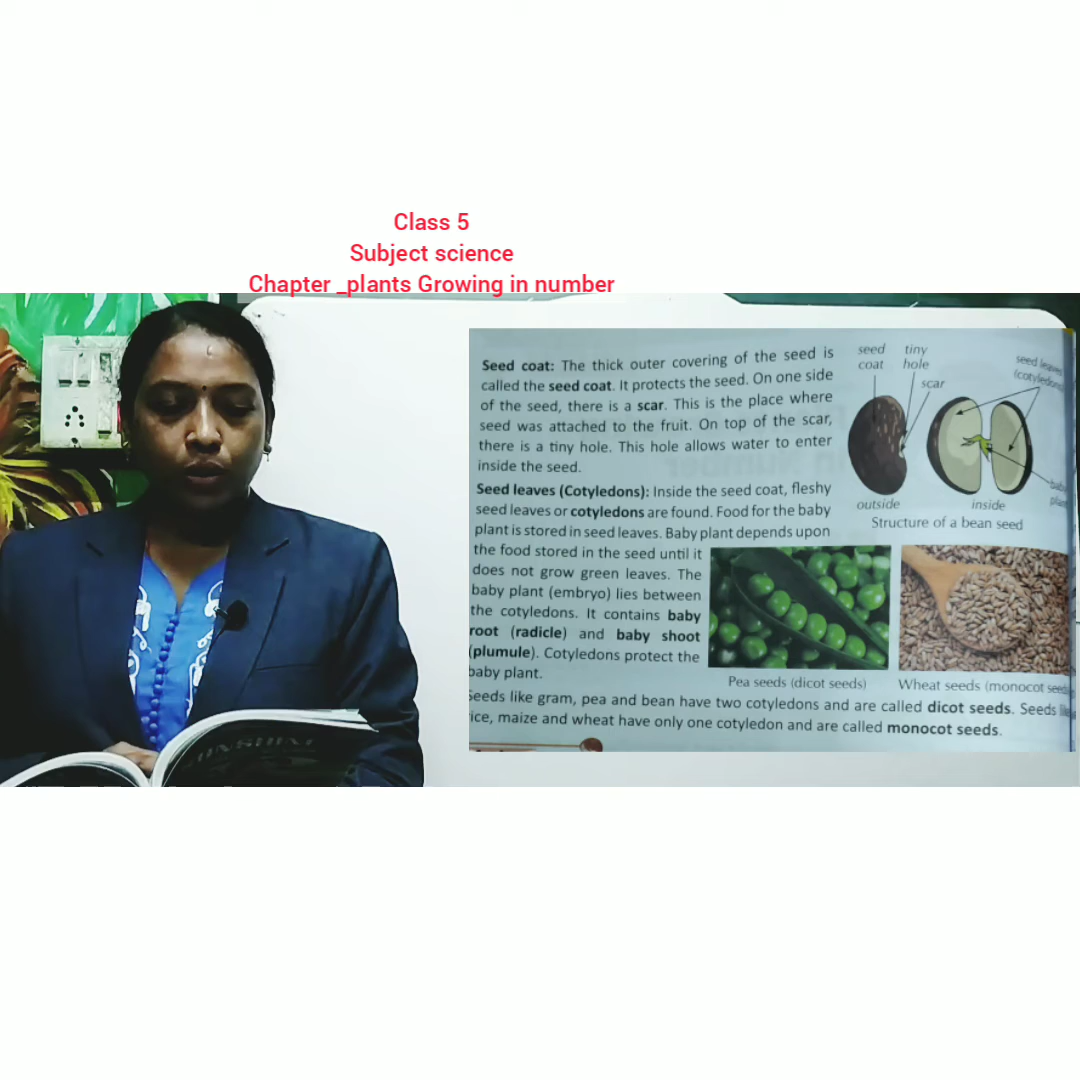 Class 5
Subject science
Chapter _plants Growing in number
Seed coat: The thick outer covering of the seed is
called the seed coat. It protects the seed. On one side
of the seed, there is a scar. This is the place where
seed was attached to the fruit. On top of the scar,
there is a tiny hole. This hole allows water to enter
inside the seed.
Seed leaves (Cotyledons): Inside the seed coat, fleshy
seed leaves or cotyledons are found. Food for the baby
plant is stored in seed leaves. Baby plant depends upon
the food stored in the seed until it
does not grow green leaves. The
baby plant (embryo) lies between
the cotyledons. It contains baby
root (radicle) and baby shoot
(plumule). Cotyledons protect the
baby plant.
Seeds like gram, pea and bean have two cotyledons and are called dicot seeds. Seeds
rice, maize and wheat have only one cotyledon and are called monocot seeds.
seed
coat
tiny
hole
scar
seed leaves
(cotyledons
baby
plant
outside
inside
Structure of a bean seed
Pea seeds (dicot seeds)
Wheat seeds (monocot seeds